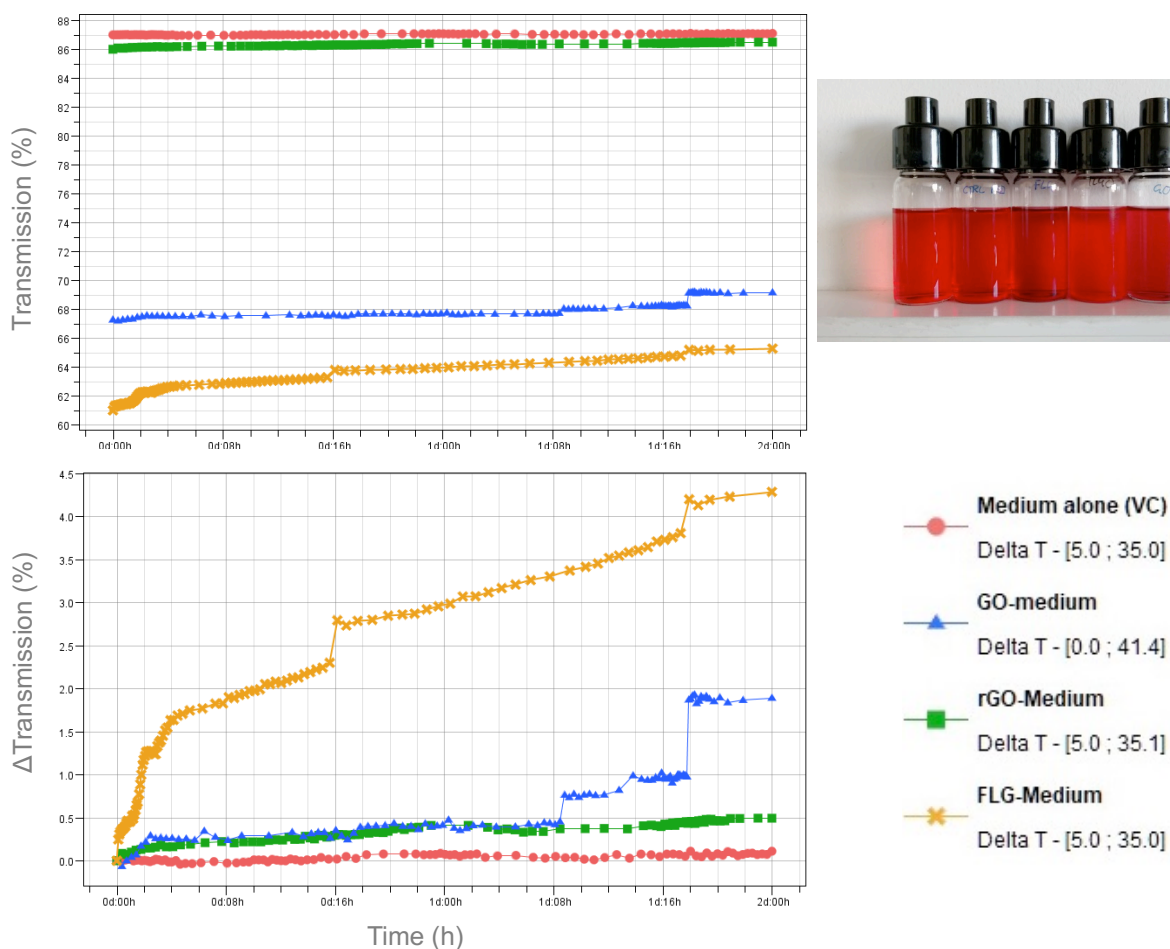 88
86
84
82
80
78
76
74
72
70
68
66
64
62
60
Transmission (%)
0d:00h 0d:08h 0d:16h 1d:00h 1d:08h 1d:16h 2d:00h
CTRL
FL
GO
4.5
4.0
3.5
3.0
2.5
2.0
1.5
1.0
0.5
0.0
ΔTransmission (%)
0d:00h 0d:08h 0d:16h 1d:00h 1d:08h 1d:16h 2d:00h
Time (h)
Medium alone (VC)
Delta T - [5.0 ; 35.0]
GO-medium
Delta T - [0.0 ; 41.4]
rGO-Medium
Delta T - [5.0 ; 35.1]
FLG-Medium
Delta T - [5.0 ; 35.0]